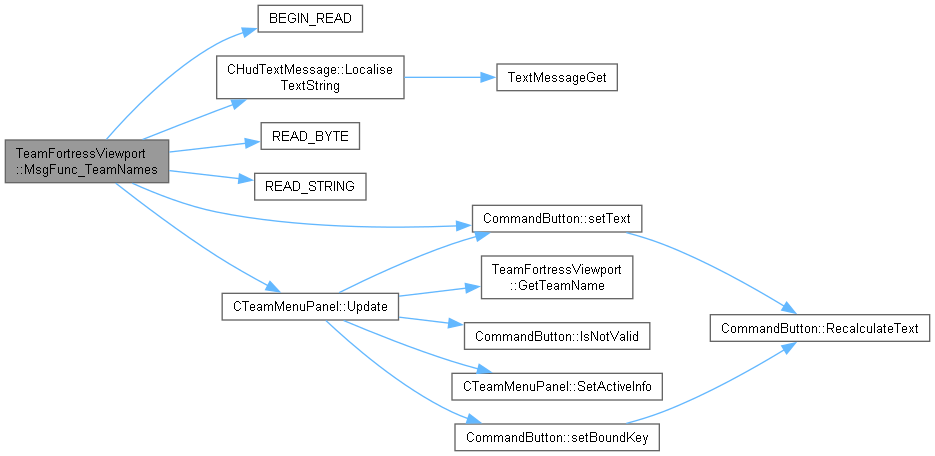 BEGIN_READ
CHudTextMessage::Localise
TextString
TextMessageGet
READ_BYTE
TeamFortressViewport
::MsgFunc_TeamNames
READ_STRING
CommandButton::setText
TeamFortressViewport
::GetTeamName
CTeamMenuPanel::Update
CommandButton::RecalculateText
CommandButton::IsNotValid
CTeamMenuPanel::SetActiveInfo
CommandButton::setBoundKey